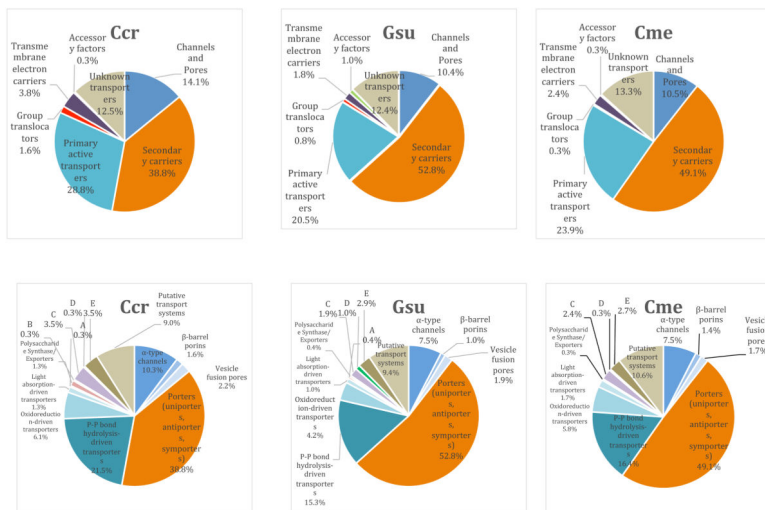 Ccr
Transme
mbrane
electron
carriers
3.8%
Accessor
y factors
0.3%
Channels
and
Pores
14.1%
Unknown
transport
ers
12.5%
Group
translocat
ors
1.6%
Primary
active
transport
ers
28.8%
Secondar
y carriers
38.8%
Gsu
Transme
mbrane
electron
carriers
1.8%
Accessor
y factors
1.0%
Channels
and
Pores
10.4%
Unknown
transport
ers
12.4%
Group
transloca
tors
0.8%
Primary
active
transport
ers
20.5%
Secondar
y carriers
52.8%
Cme
Transme
mbrane
electron
carriers
2.4%
Accessor
y factors
0.3%
Unknown
transport
ers
13.3%
Channels
and
Pores
10.5%
Group
transloca
tors
0.3%
Primary
active
transport
ers
23.9%
Secondar
y carriers
49.1%
Ccr
B
0.3%
C
3.5%
D
0.3%
A
0.3%
E
3.5%
Putative
transport
systems
9.0%
α-type
channels
10.3%
β-barrel
porins
1.6%
Vesicle
fusion pores
2.2%
Polysaccharid
e Synthase/
Exporters
1.3%
Light
absorption-
driven
transporters
1.3%
Oxidoreductio
n-driven
transporters
6.1%
P-P bond
hydrolysis-
driven
transporter
s
21.5%
Porters
(uniporter
s,
antiporter
s,
symporter
s)
38.8%
Gsu
C
1.9%
D
1.0%
E
2.9%
A
0.4%
Putative
transport
systems
9.4%
α-type
channels
7.5%
β-barrel
porins
1.0%
Vesicle
fusion
pores
1.9%
Polysaccharid
e Synthase/
Exporters
0.4%
Light
absorption-
driven
transporters
1.0%
Oxidoreduct
ion-driven
transporters
4.2%
P-P bond
hydrolysis-
driven
transporter
s
15.3%
Porters
(uniporter
s,
antiporter
s,
symporter
s)
52.8%
Cme
C
2.4%
D
0.3%
E
2.7%
Putative
transport
systems
10.6%
α-type
channels
7.5%
β-barrel
porins
1.4%
Vesicle
fusion
pores
1.7%
Polysaccharid
e Synthase/
Exporters
0.3%
Light
absorption-
driven
transporters
1.7%
Oxidoreduct
ion-driven
transporters
5.8%
P-P bond
hydrolysis-
driven
transporter
s
16.4%
Porters
(uniporter
s,
antiporter
s,
symporter
s)
49.1%